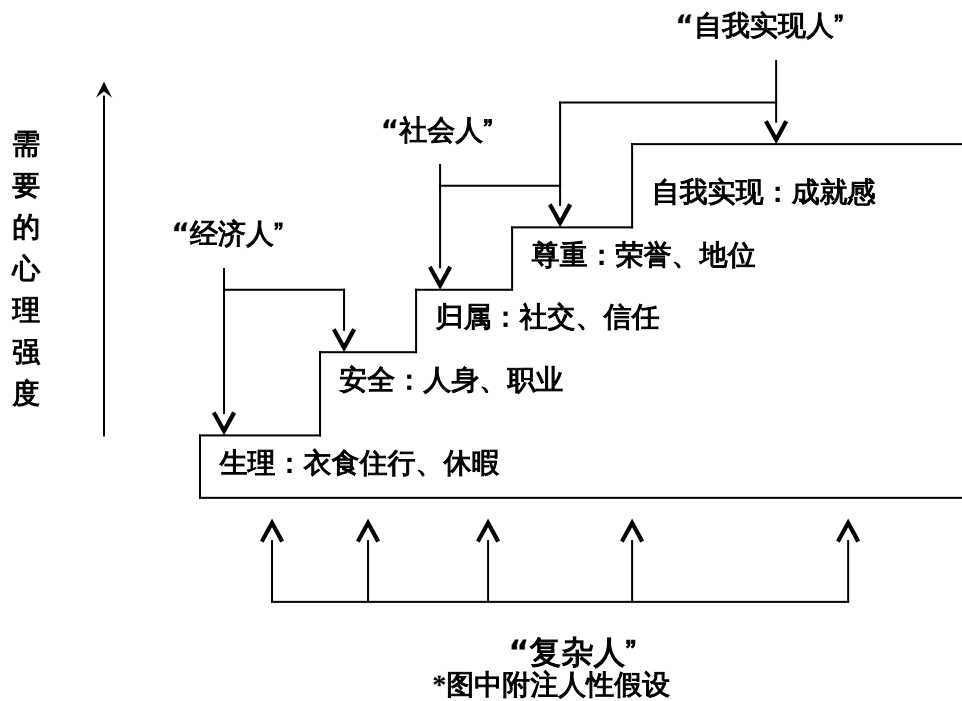 “自我实现人”
“社会人”
“经济人”
需要的心理强度
自我实现：成就感
尊重：荣誉、地位
归属：社交、信任
安全：人身、职业
生理：衣食住行、休暇
“复杂人”
*图中附注人性假设